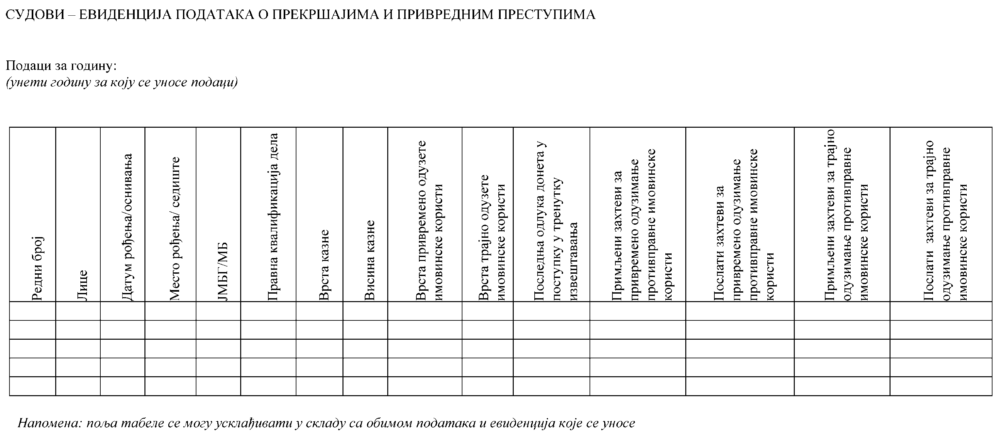 СУДОВИ – ЕВИДЕНЦИЈА ПОДАТАКА О ПРЕКРШАЈИМА И ПРИВРЕДНИМ ПРЕСТУПИМА
Подаци за годину:
(унети годину за коју се уносе подаци)
Редни број
Лице
Датум рођења/оснивања
Место рођења/ седиште
ЈМБГ/МБ
Правна квалификација дела
Врста казне
Висина казне
Врста привремено одузете
имовинске користи
Врста трајно одузете
имовинске користи
Последња одлука донета у
поступку у тренутку
извештавања
Примљени захтеви за
привремено одузимање
противправне имовинске
користи
Послати захтеви за
привремено одузимање
противправне имовинске
користи
Примљени захтеви за трајно
одузимање противправне
имовинске користи
Послати  захтеви за трајно
одузимање противправне
имовинске користи
Напомена: поља табеле се могу усклађивати у складу са обимом података и евиденција које се уносе